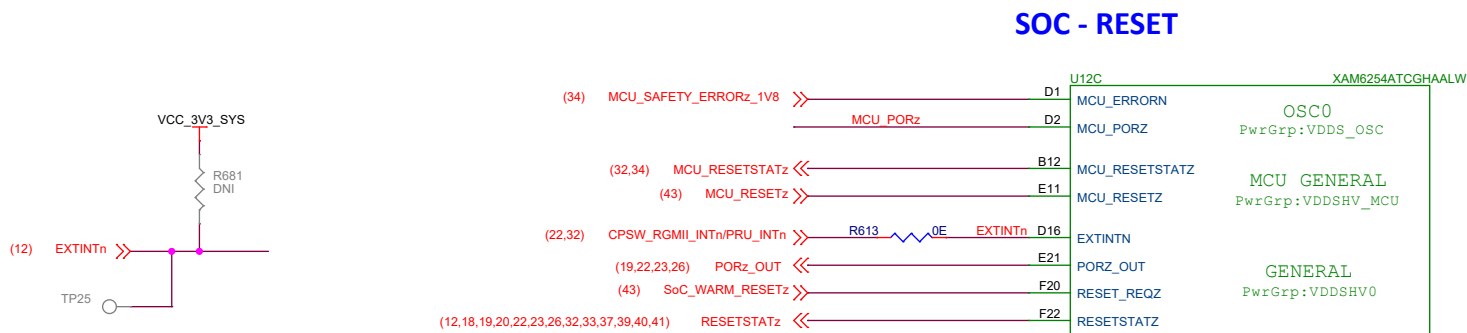 SOC - RESET
U12C XAM6254ATCGHAALW
(34) MCU_SAFETY_ERRORz_1V8 D1 MCU_ERRORN
OSC0
PwrGrp:VDDS_OSC
VCC_3V3_SYS
MCU_PORz D2 MCU_PORZ
R681
DNI
(32,34) MCU_RESETSTATz B12 MCU_RESETSTATZ
MCU GENERAL
PwrGrp:VDDSHV_MCU
(43) MCU_RESETz E11 MCU_RESETZ
(12) EXTINTn
(22,32) CPSW_RGMII_INTn/PRU_INTn R613 0E EXTINTn D16 EXTINTN
(19,22,23,26) PORz_OUT E21 PORZ_OUT
GENERAL
PwrGrp:VDDSHV0
TP25
(43) SoC_WARM_RESETz F20 RESET_REQZ
(12,18,19,20,22,23,26,32,33,37,39,40,41) RESETSTATz F22 RESETSTATZ